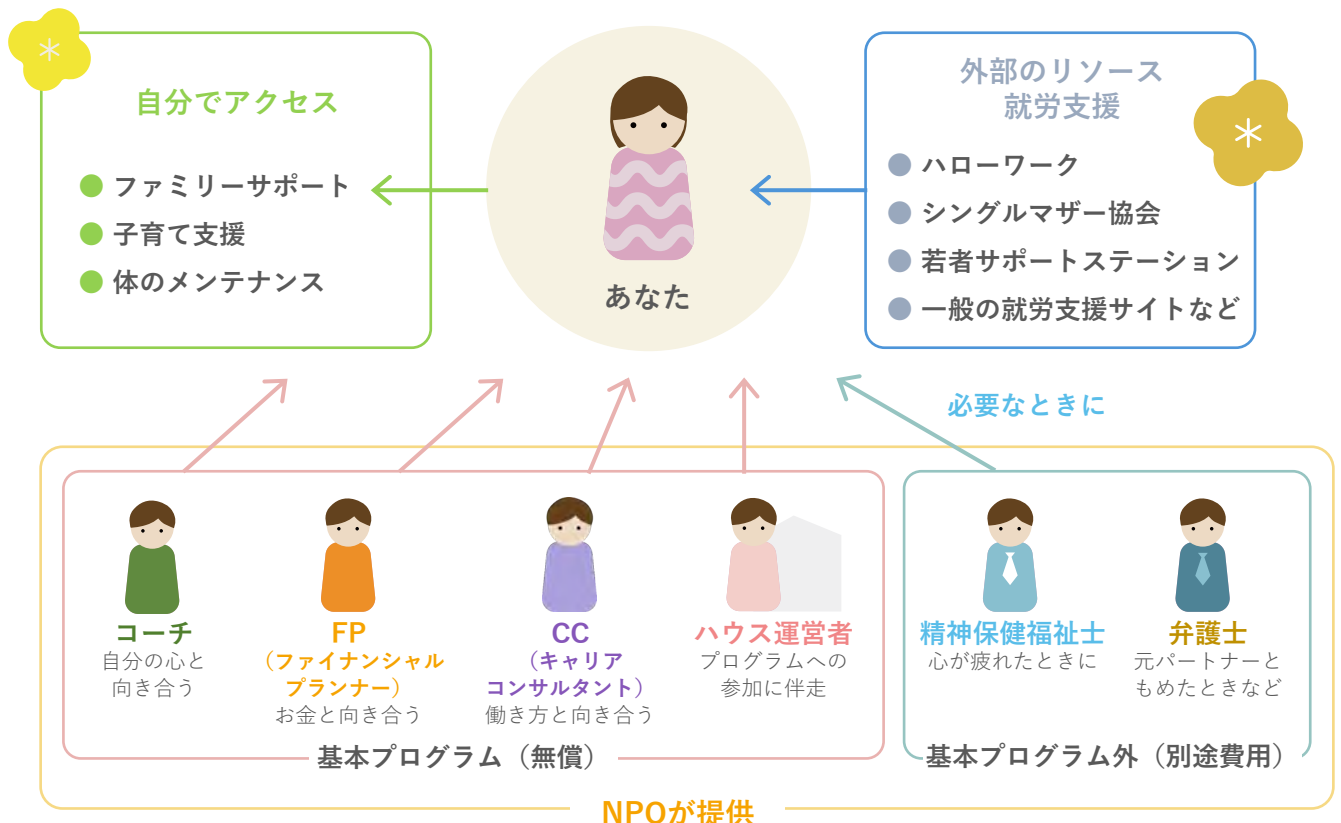 自分でアクセス
ファミリーサポート
子育て支援
体のメンテナンス
あなた
外部のリソース
就労支援
ハローワーク
シングルマザー協会
若者サポートステーション
一般の就労支援サイトなど
必要なときに
コーチ
自分の心と
向き合う
FP
（ファイナンシャル
プランナー）
お金と向き合う
CC
（キャリア
コンサルタント）
働き方と向き合う
ハウス運営者
プログラムへの
参加に伴走
基本プログラム（無償）
精神保健福祉士
心が疲れたときに
弁護士
元パートナーと
もめたときなど
基本プログラム外（別途費用）
NPOが提供